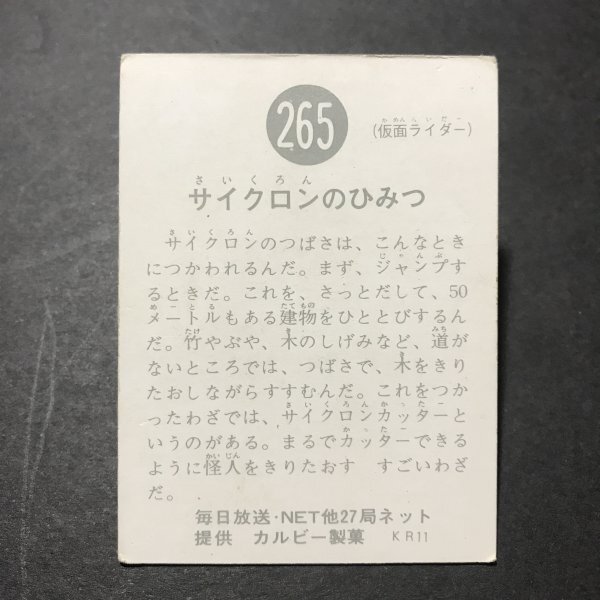 265
(仮面ライダー)
サイクロンのひみつ
サイクロンのつばさは、こんなとき
につかわれるんだ。まず、ジャンプす
るときだ。これを、さっとだして、50
メートルもある建物をひととびするん
だ。竹やぶや、木のしげみなど、道が
ないところでは、つばさで、木をきり
たおしながらすすむんだ。これをつか
ったわざでは、サイクロンカッターと
いうのがある。まるでカッターできる
ように怪人をきりたおす　すごいわざ
だ。
毎日放送・NET他27局ネット
提供　カルビー製菓　KR11